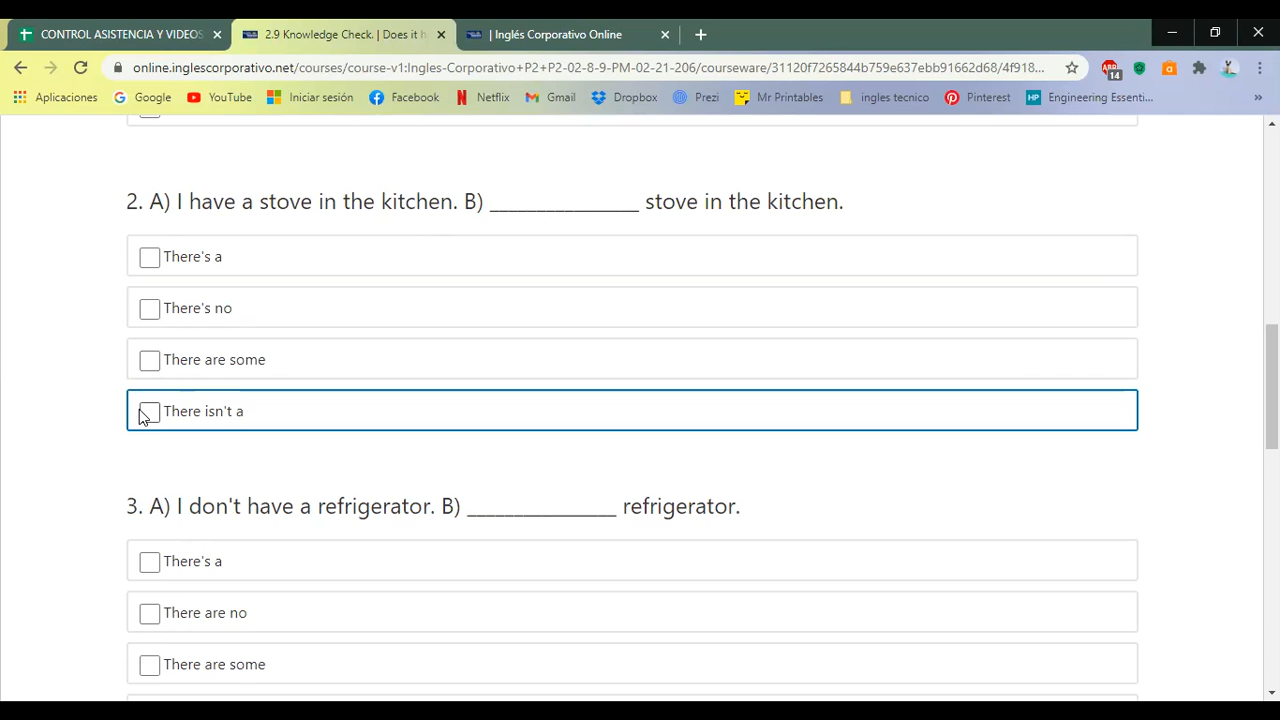 CONTROL ASISTENCIA Y VIDEOS
2.9 Knowledge Check. | Does it h
| Inglés Corporativo Online
online.inglescorporativo.net/courses/course-v1:Ingles-Corporativo+P2+P2-02-8-9-PM-02-21-206/courseware/31120f7265844b759e637ebb91662d68/4f918...
14
Aplicaciones
Google
YouTube
Iniciar sesión
Facebook
Netflix
Gmail
Dropbox
Prezi
Mr Printables
ingles tecnico
Pinterest
Engineering Essenti...
2. A) I have a stove in the kitchen. B) _______________ stove in the kitchen.
There's a
There's no
There are some
There isn't a
3. A) I don't have a refrigerator. B) _______________ refrigerator.
There's a
There are no
There are some